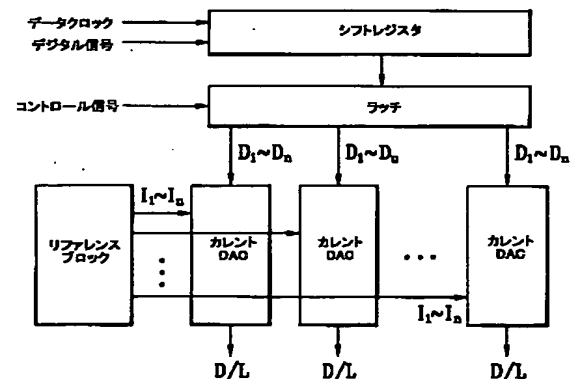 データクロック
デジタル信号
シフトレジスタ
コントロール信号
ラッチ
D₁~Dₙ
D₁~Dₙ
D₁~Dₙ
I₁~Iₙ
リファレンス
ブロック
カレント
DAC
カレント
DAC
• • •
カレント
DAC
I₁~Iₙ
D/L
D/L
D/L